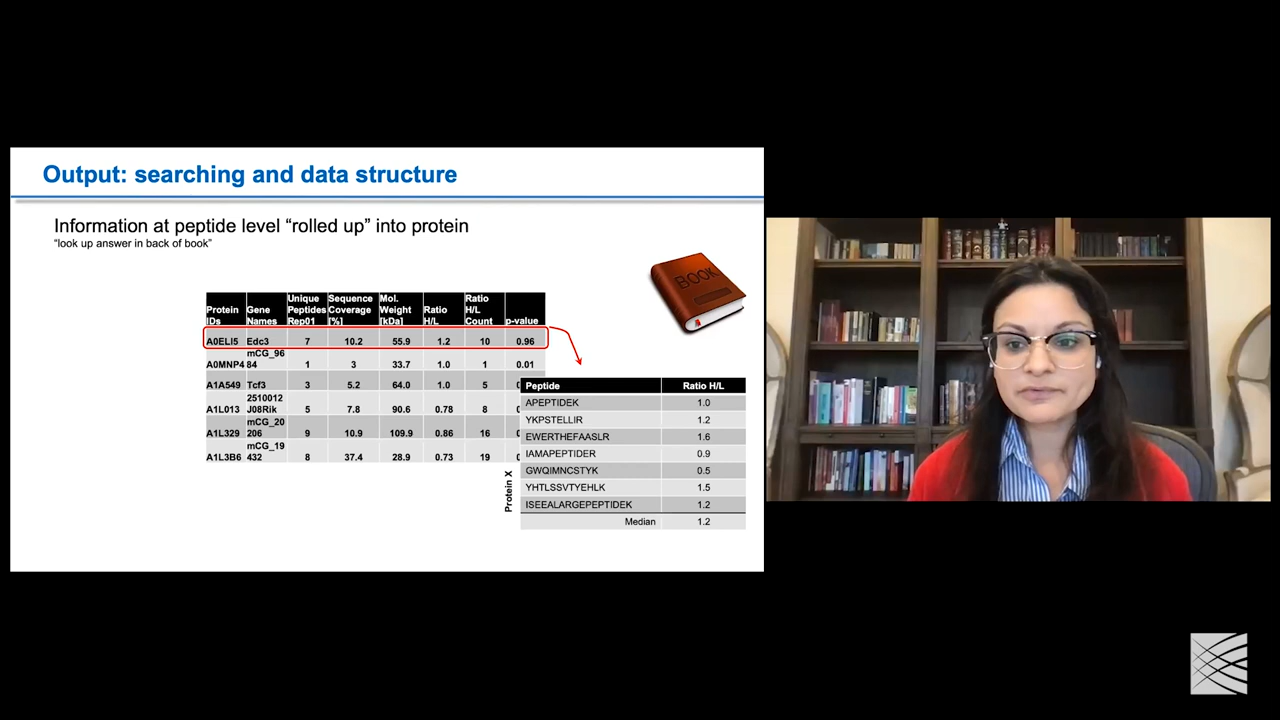 Output: searching and data structure
Information at peptide level “rolled up” into protein
“look up answer in back of book”
BOOK
Protein IDs Gene Names Unique Peptides Rep01 Sequence Coverage [%] Mol. Weight [kDa] Ratio H/L Ratio H/L Count p-value
A0ELI5 Edc3 7 10.2 55.9 1.2 10 0.96
A0MNP4 mCG_9684 1 3 33.7 1.0 1 0.01
A1A549 Tcf3 3 5.2 64.0 1.0 5
A1L013 2510012J08Rik 5 7.8 90.6 0.78 8
A1L329 mCG_20206 9 10.9 109.9 0.86 16
A1L3B6 mCG_19432 8 37.4 28.9 0.73 19
Protein X
Peptide Ratio H/L
APEPTIDEK 1.0
YKPSTELLIR 1.2
EWERTHEFAASLR 1.6
IAMAPEPTIDER 0.9
GWQIMNCSTYK 0.5
YHTLSSVTYEHLK 1.5
ISEEALARGEPEPTIDEK 1.2
Median 1.2